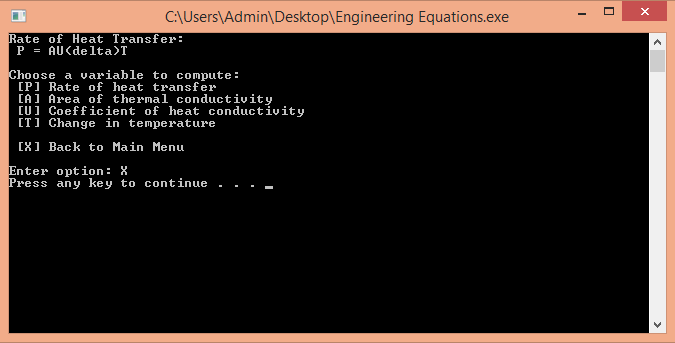 C:\Users\Admin\Desktop\Engineering Equations.exe
Rate of Heat Transfer:
P = AU(delta)T
Choose a variable to compute:
[P] Rate of heat transfer
[A] Area of thermal conductivity
[U] Coefficient of heat conductivity
[T] Change in temperature
[X] Back to Main Menu
Enter option: X
Press any key to continue . . . _